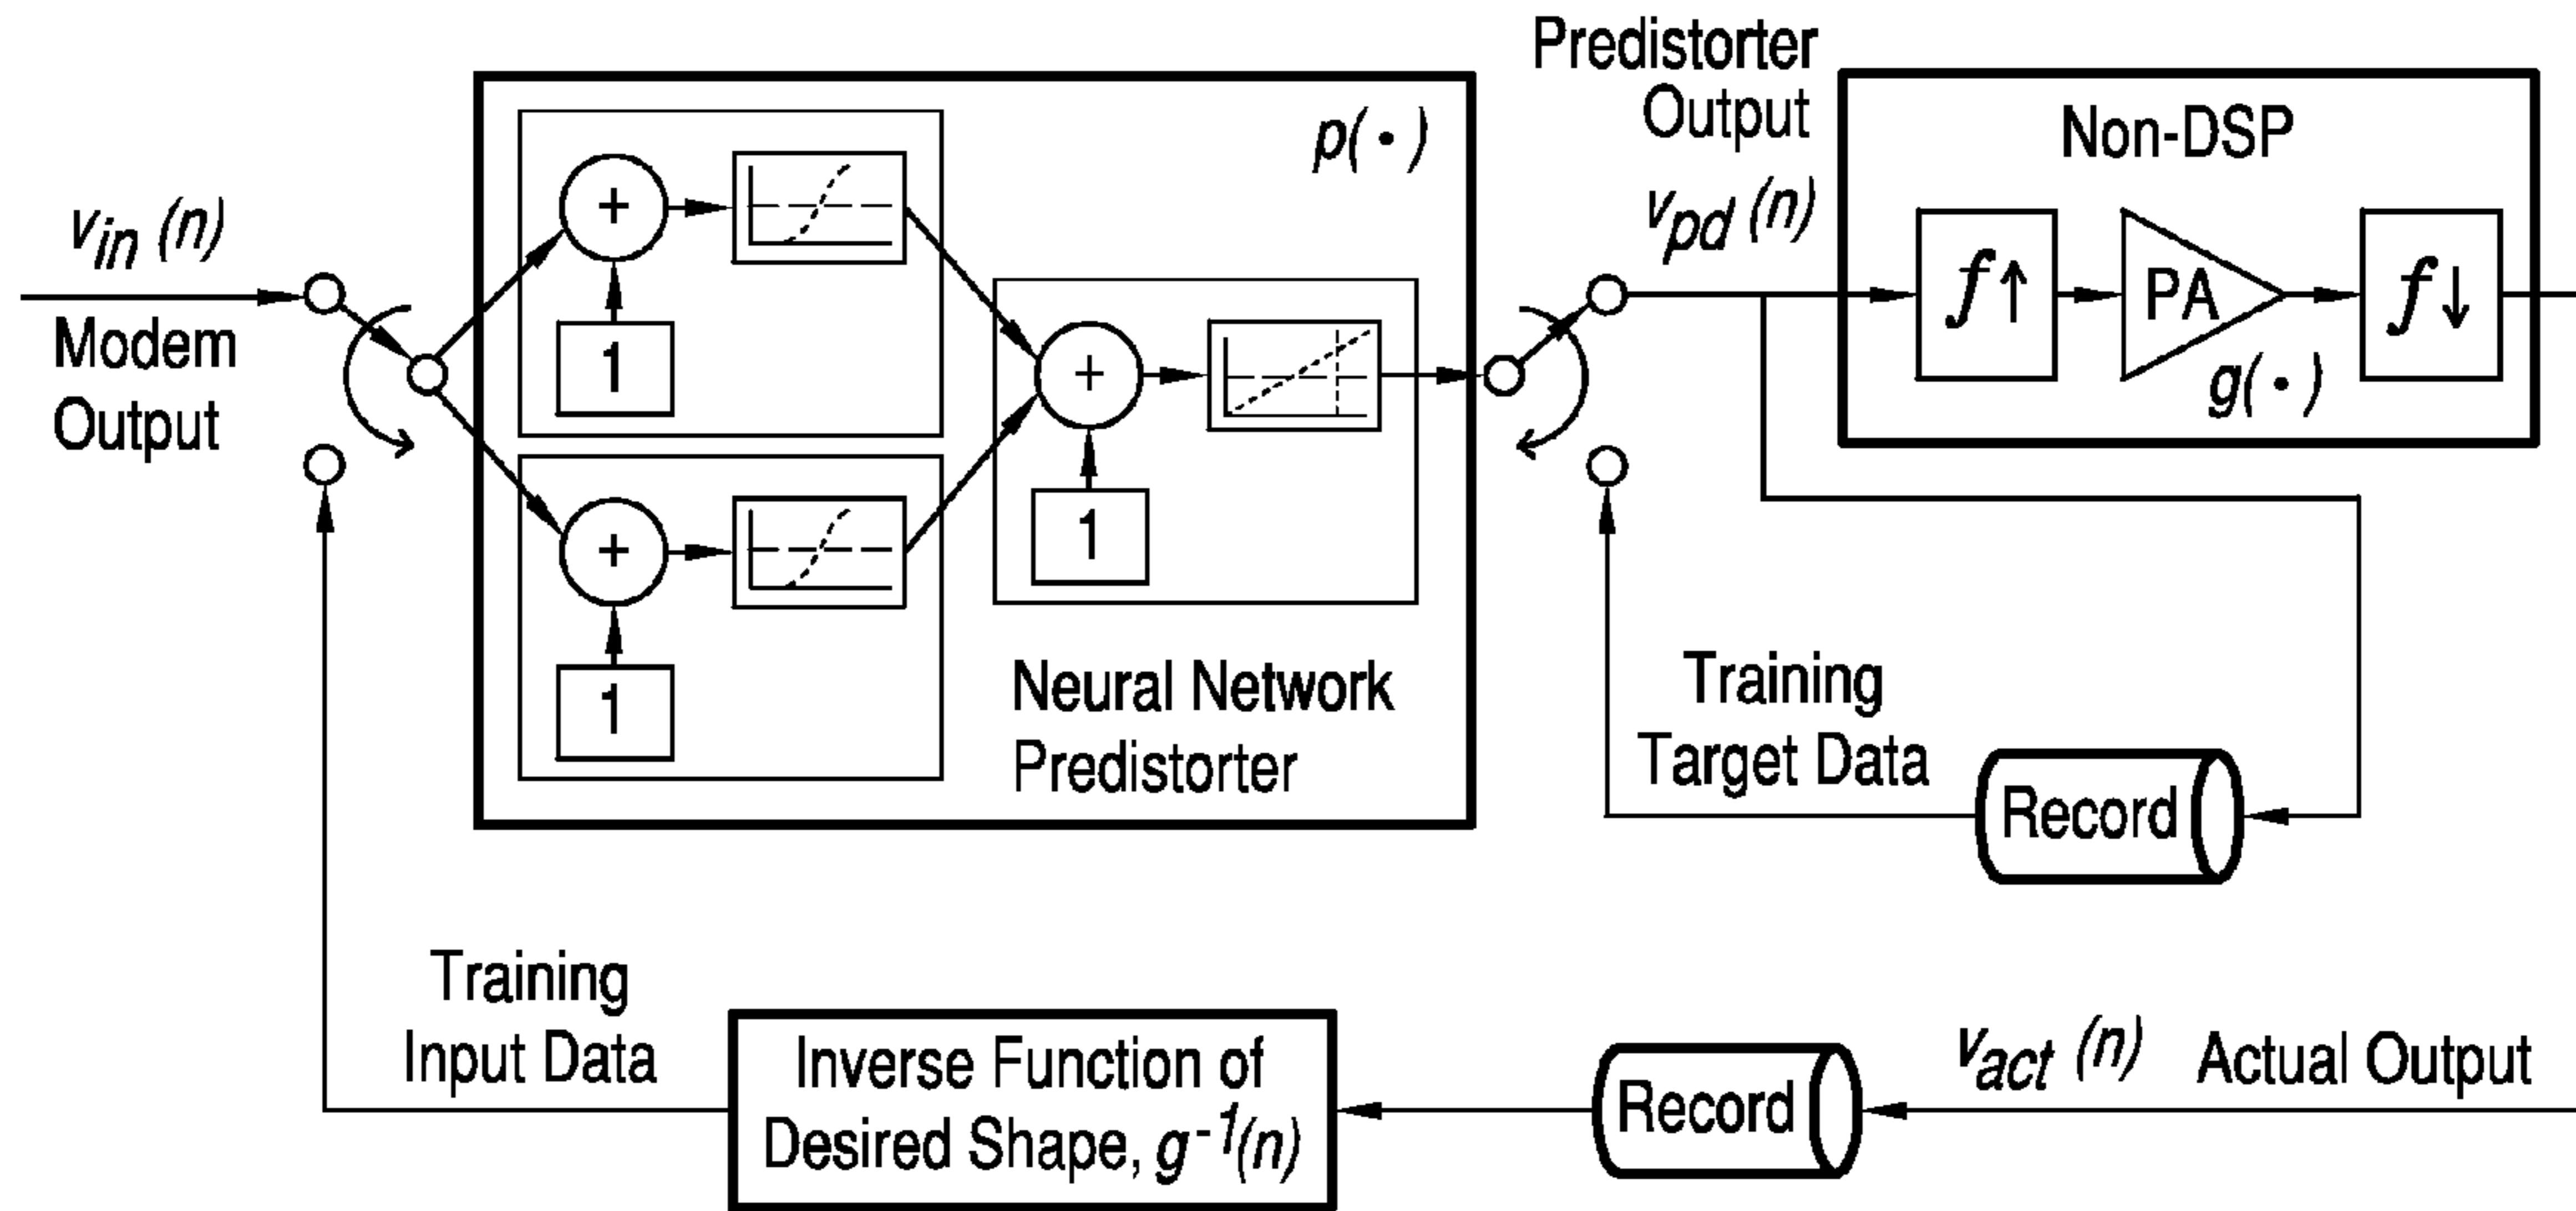 Predistorter
Output
v_pd (n)
Non-DSP
p(·)
v_in (n)
Modem
Output
+
1
+
1
+
1
f↑
PA
g(·)
f↓
Neural Network
Predistorter
Training
Target Data
Record
Training
Input Data
Inverse Function of
Desired Shape, g⁻¹(n)
Record
v_act (n) Actual Output